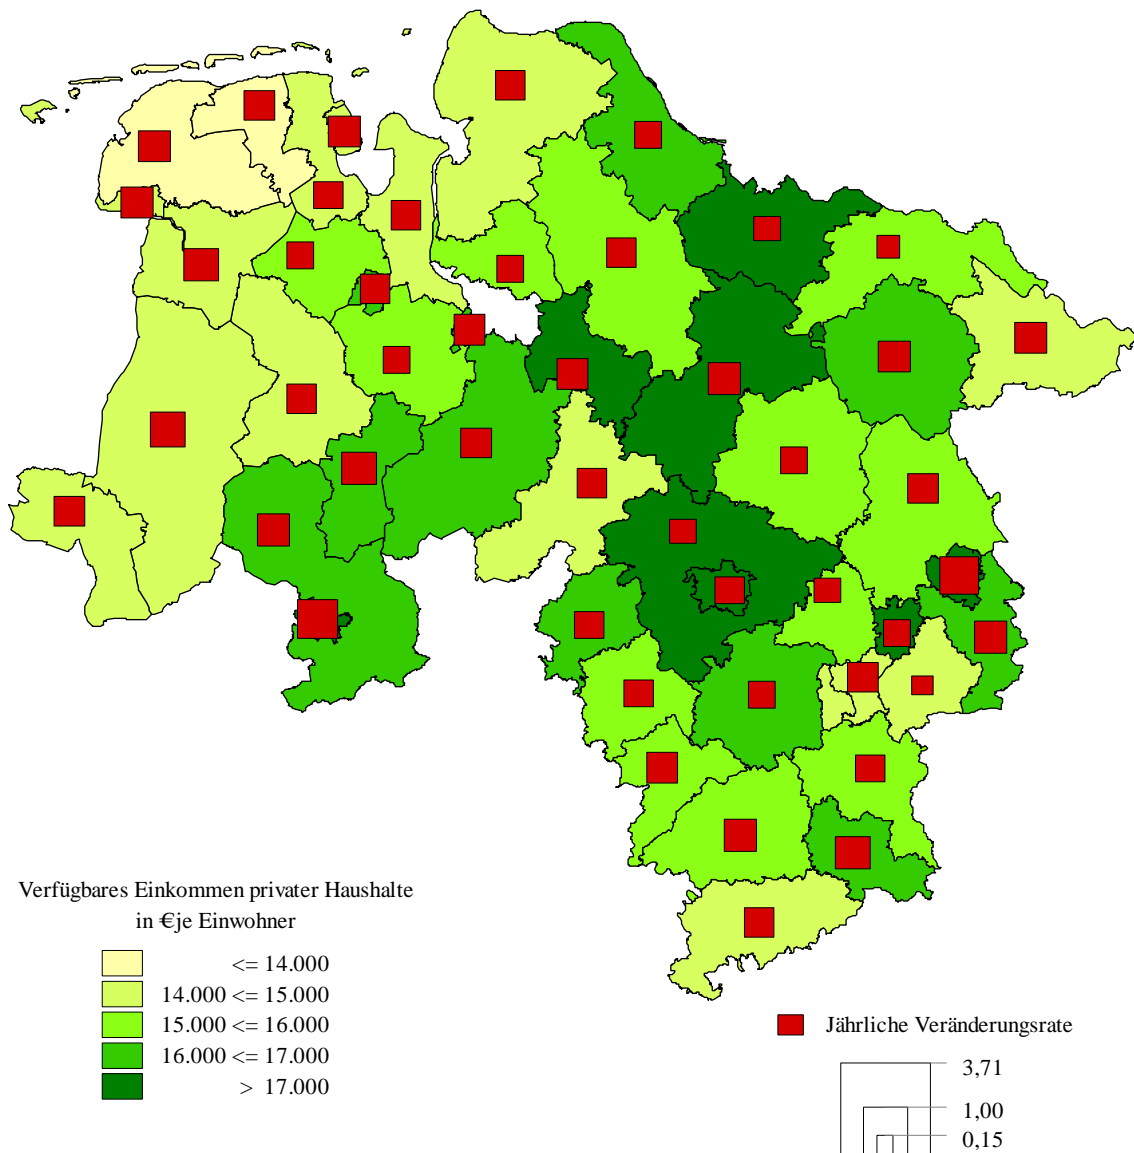 Verfügbares Einkommen privater Haushalte
in €je Einwohner
<= 14.000
14.000 <= 15.000
15.000 <= 16.000
16.000 <= 17.000
> 17.000
Jährliche Veränderungsrate
3,71
1,00
0,15